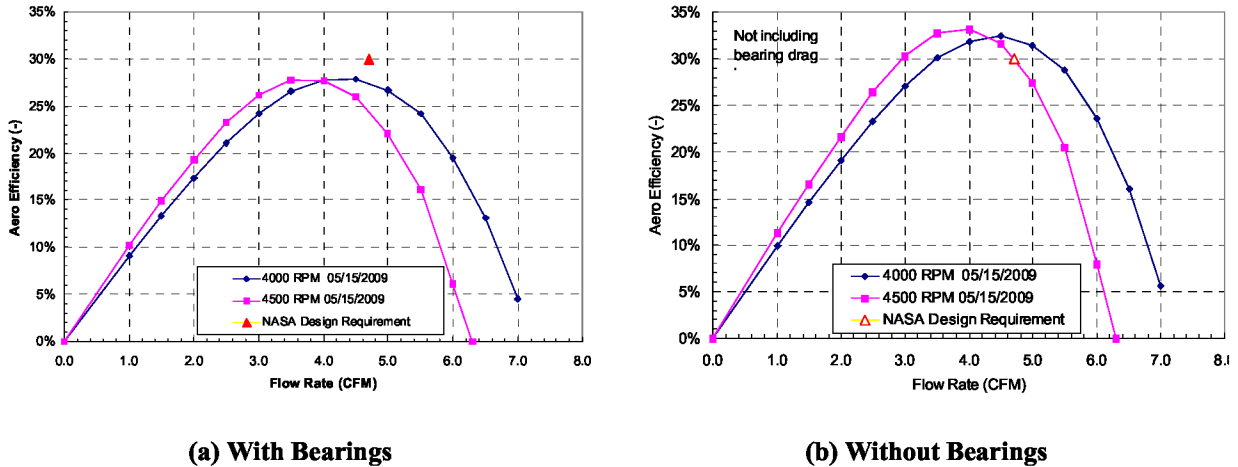 35%
30%
25%
20%
15%
10%
5%
0%
Aero Efficiency (-)
0.0 1.0 2.0 3.0 4.0 5.0 6.0 7.0 8.0
Flow Rate (CFM)
4000 RPM 05/15/2009
4500 RPM 05/15/2009
NASA Design Requirement
(a) With Bearings
35%
30%
25%
20%
15%
10%
5%
0%
Aero Efficiency (-)
Not including
bearing drag
0.0 1.0 2.0 3.0 4.0 5.0 6.0 7.0 8.
Flow Rate (CFM)
4000 RPM 05/15/2009
4500 RPM 05/15/2009
NASA Design Requirement
(b) Without Bearings